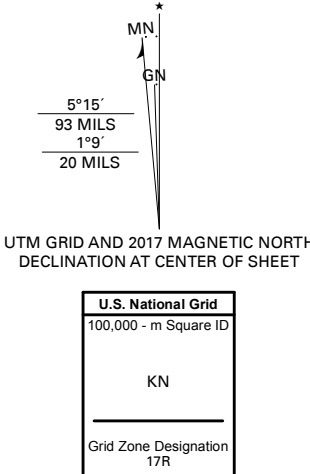 MN
GN
5°15´
93 MILS
1°9´
20 MILS
UTM GRID AND 2017 MAGNETIC NORTH
DECLINATION AT CENTER OF SHEET
U.S. National Grid
100,000 - m Square ID
KN
Grid Zone Designation
17R